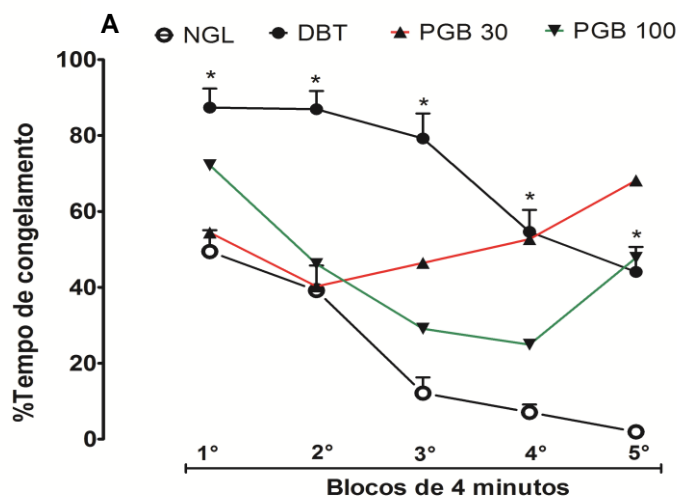 A
NGL DBT PGB 30 PGB 100
%Tempo de congelamento
100
80
60
40
20
0
* * * * *
1° 2° 3° 4° 5°
Blocos de 4 minutos